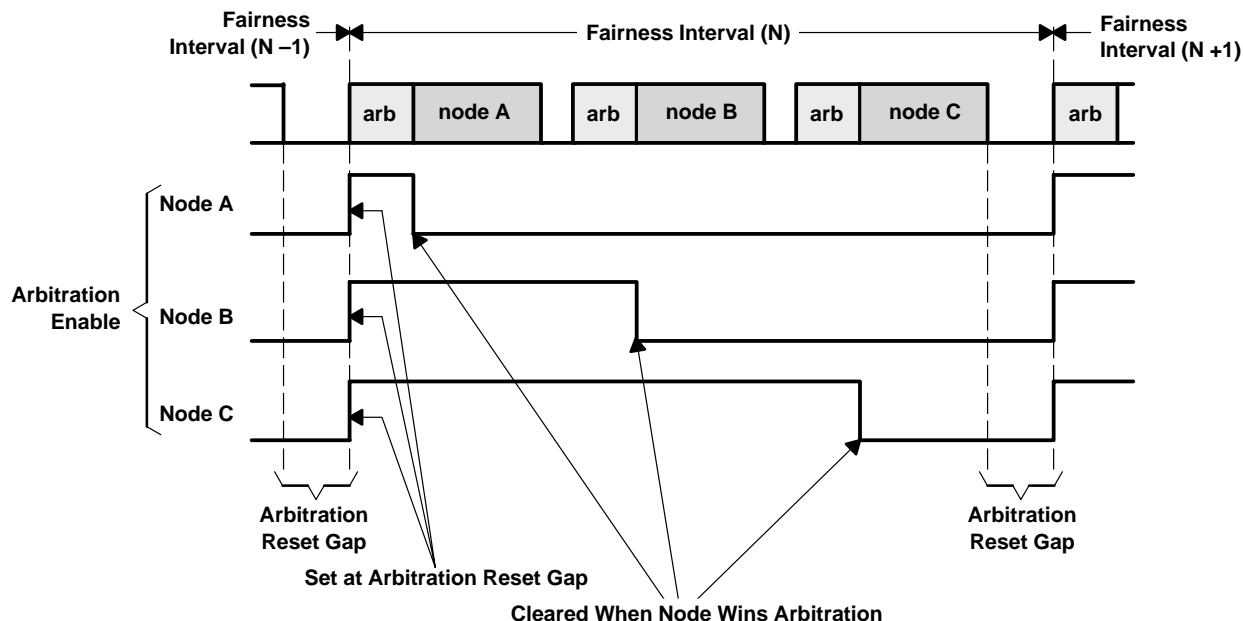 Fairness
Interval (N –1)
Fairness Interval (N)
Fairness
Interval (N +1)
arb
node A
arb
node B
arb
node C
arb
Arbitration
Enable
Node A
Node B
Node C
Arbitration
Reset Gap
Arbitration
Reset Gap
Set at Arbitration Reset Gap
Cleared When Node Wins Arbitration